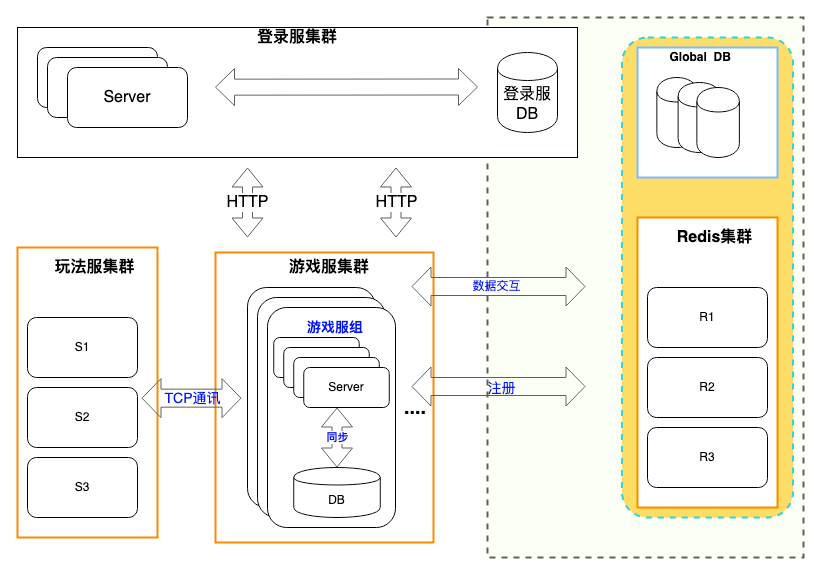 登录服集群
Server
登录服
DB
Global DB
HTTP
HTTP
Redis集群
R1
R2
R3
玩法服集群
S1
S2
S3
TCP通讯
游戏服集群
游戏服组
Server
同步
DB
....
数据交互
注册